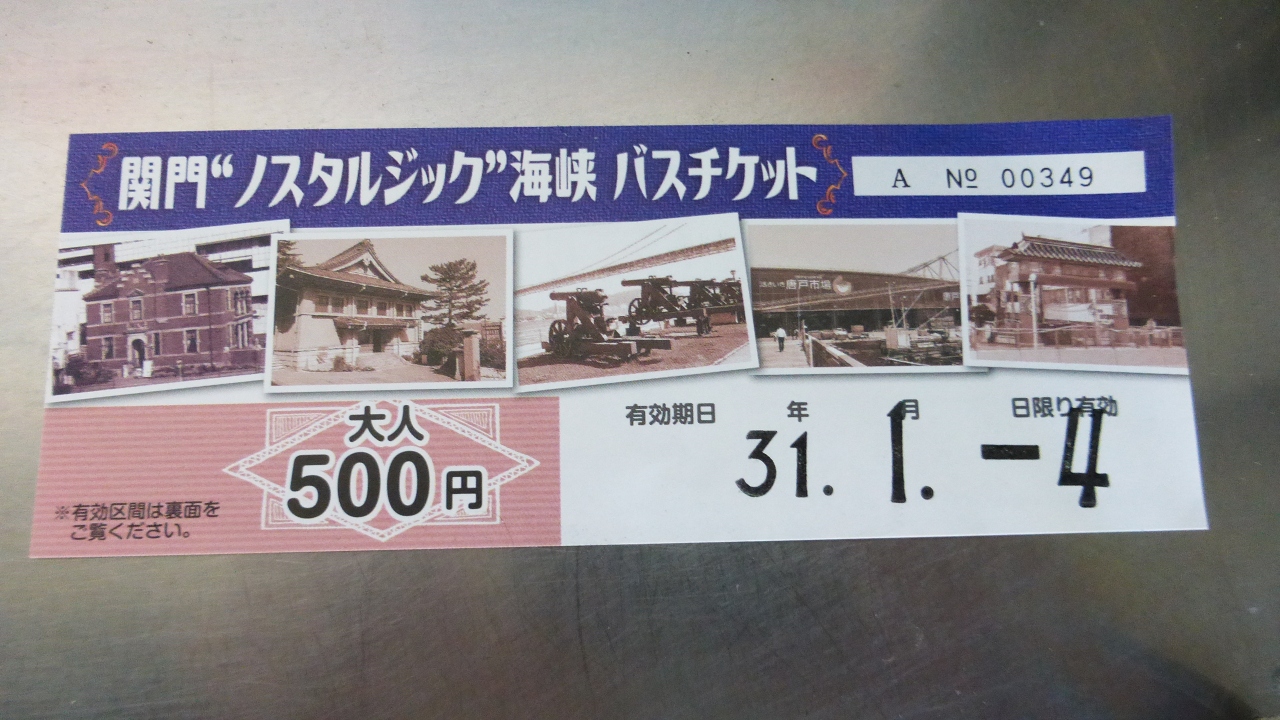 関門“ノスタルジック”海峡 バスチケット
A № 00349
唐戸市場
唐戸
大人
500円
※有効区間は裏面を
ご覧ください。
有効期日 年 月 日限り有効
31. 1. -4